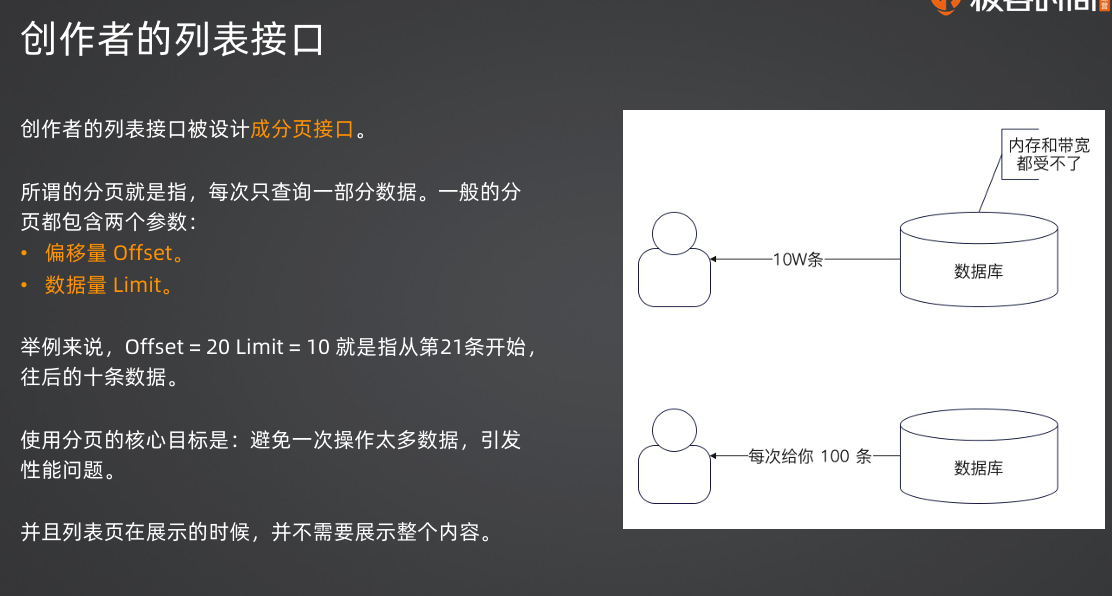 创作者的列表接口
创作者的列表接口被设计成分页接口。
所谓的分页就是指，每次只查询一部分数据。一般的分
页都包含两个参数：
• 偏移量 Offset。
• 数据量 Limit。
举例来说，Offset = 20 Limit = 10 就是指从第21条开始，
往后的十条数据。
使用分页的核心目标是：避免一次操作太多数据，引发
性能问题。
并且列表页在展示的时候，并不需要展示整个内容。
内存和带宽
都受不了
10W条
数据库
每次给你 100 条
数据库